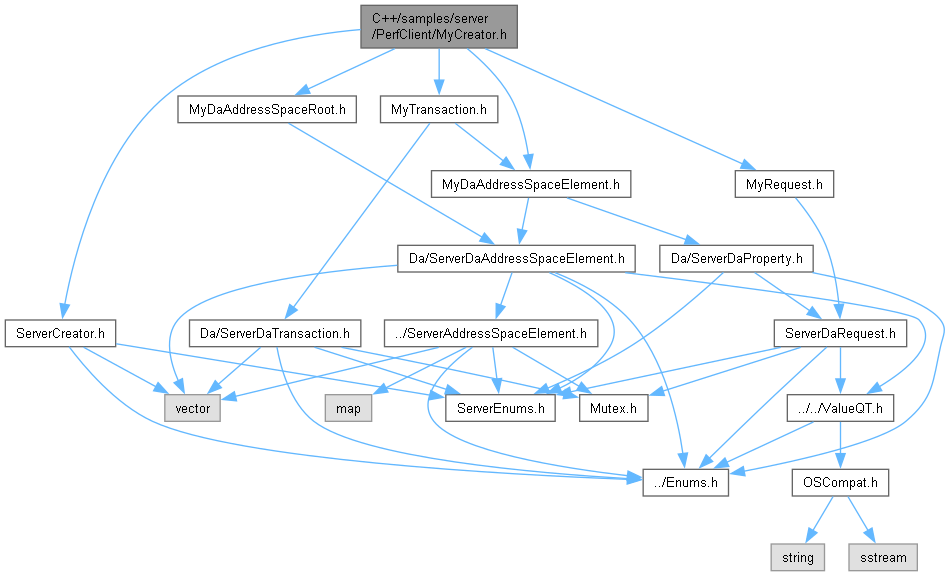 C++/samples/server
/PerfClient/MyCreator.h
MyDaAddressSpaceRoot.h
MyTransaction.h
MyDaAddressSpaceElement.h
MyRequest.h
Da/ServerDaAddressSpaceElement.h
Da/ServerDaProperty.h
ServerCreator.h
Da/ServerDaTransaction.h
../ServerAddressSpaceElement.h
ServerDaRequest.h
vector
map
ServerEnums.h
Mutex.h
../../ValueQT.h
../Enums.h
OSCompat.h
string
sstream